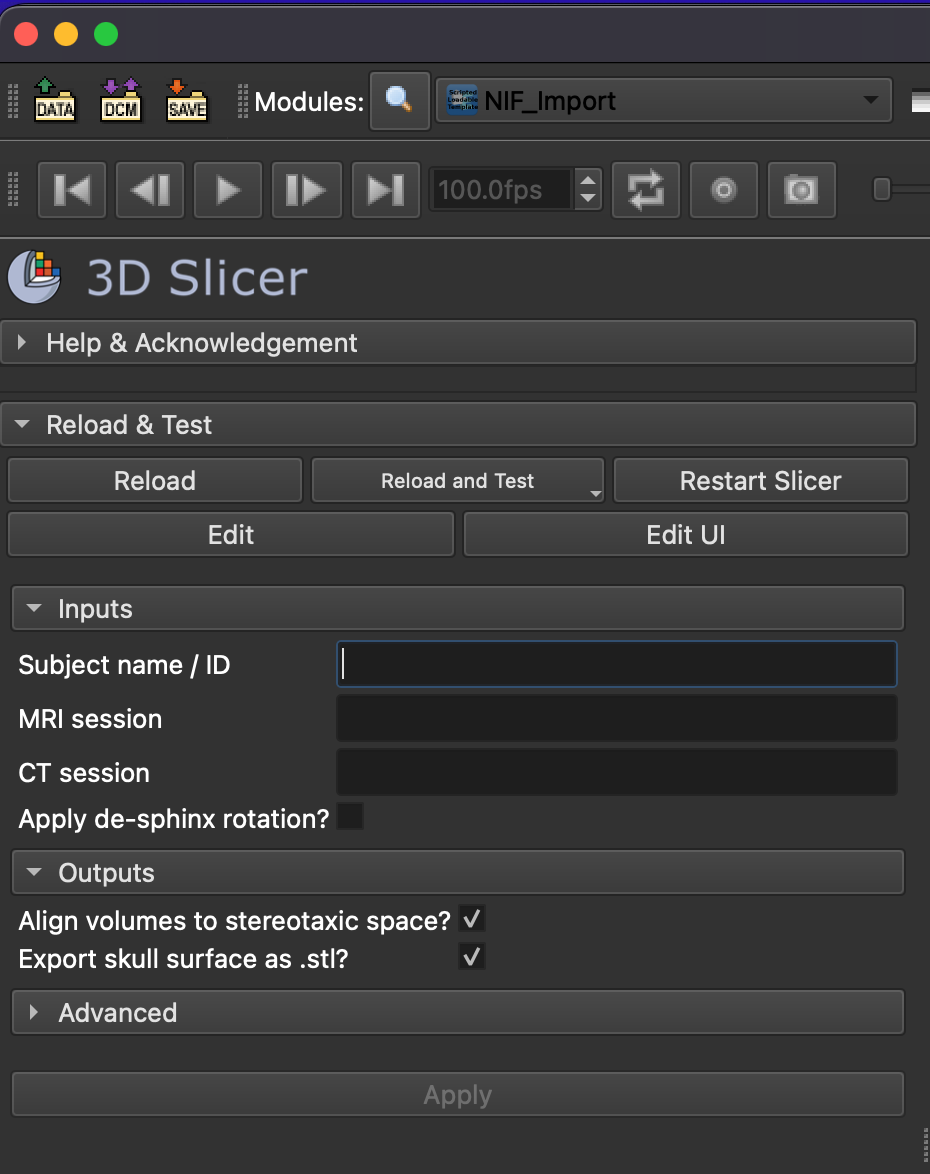 DATA DCM SAVE Modules: NIF_Import
100.0fps
3D Slicer
Help & Acknowledgement
Reload & Test
Reload Reload and Test Restart Slicer
Edit Edit UI
Inputs
Subject name / ID
MRI session
CT session
Apply de-sphinx rotation?
Outputs
Align volumes to stereotaxic space?
Export skull surface as .stl?
Advanced
Apply